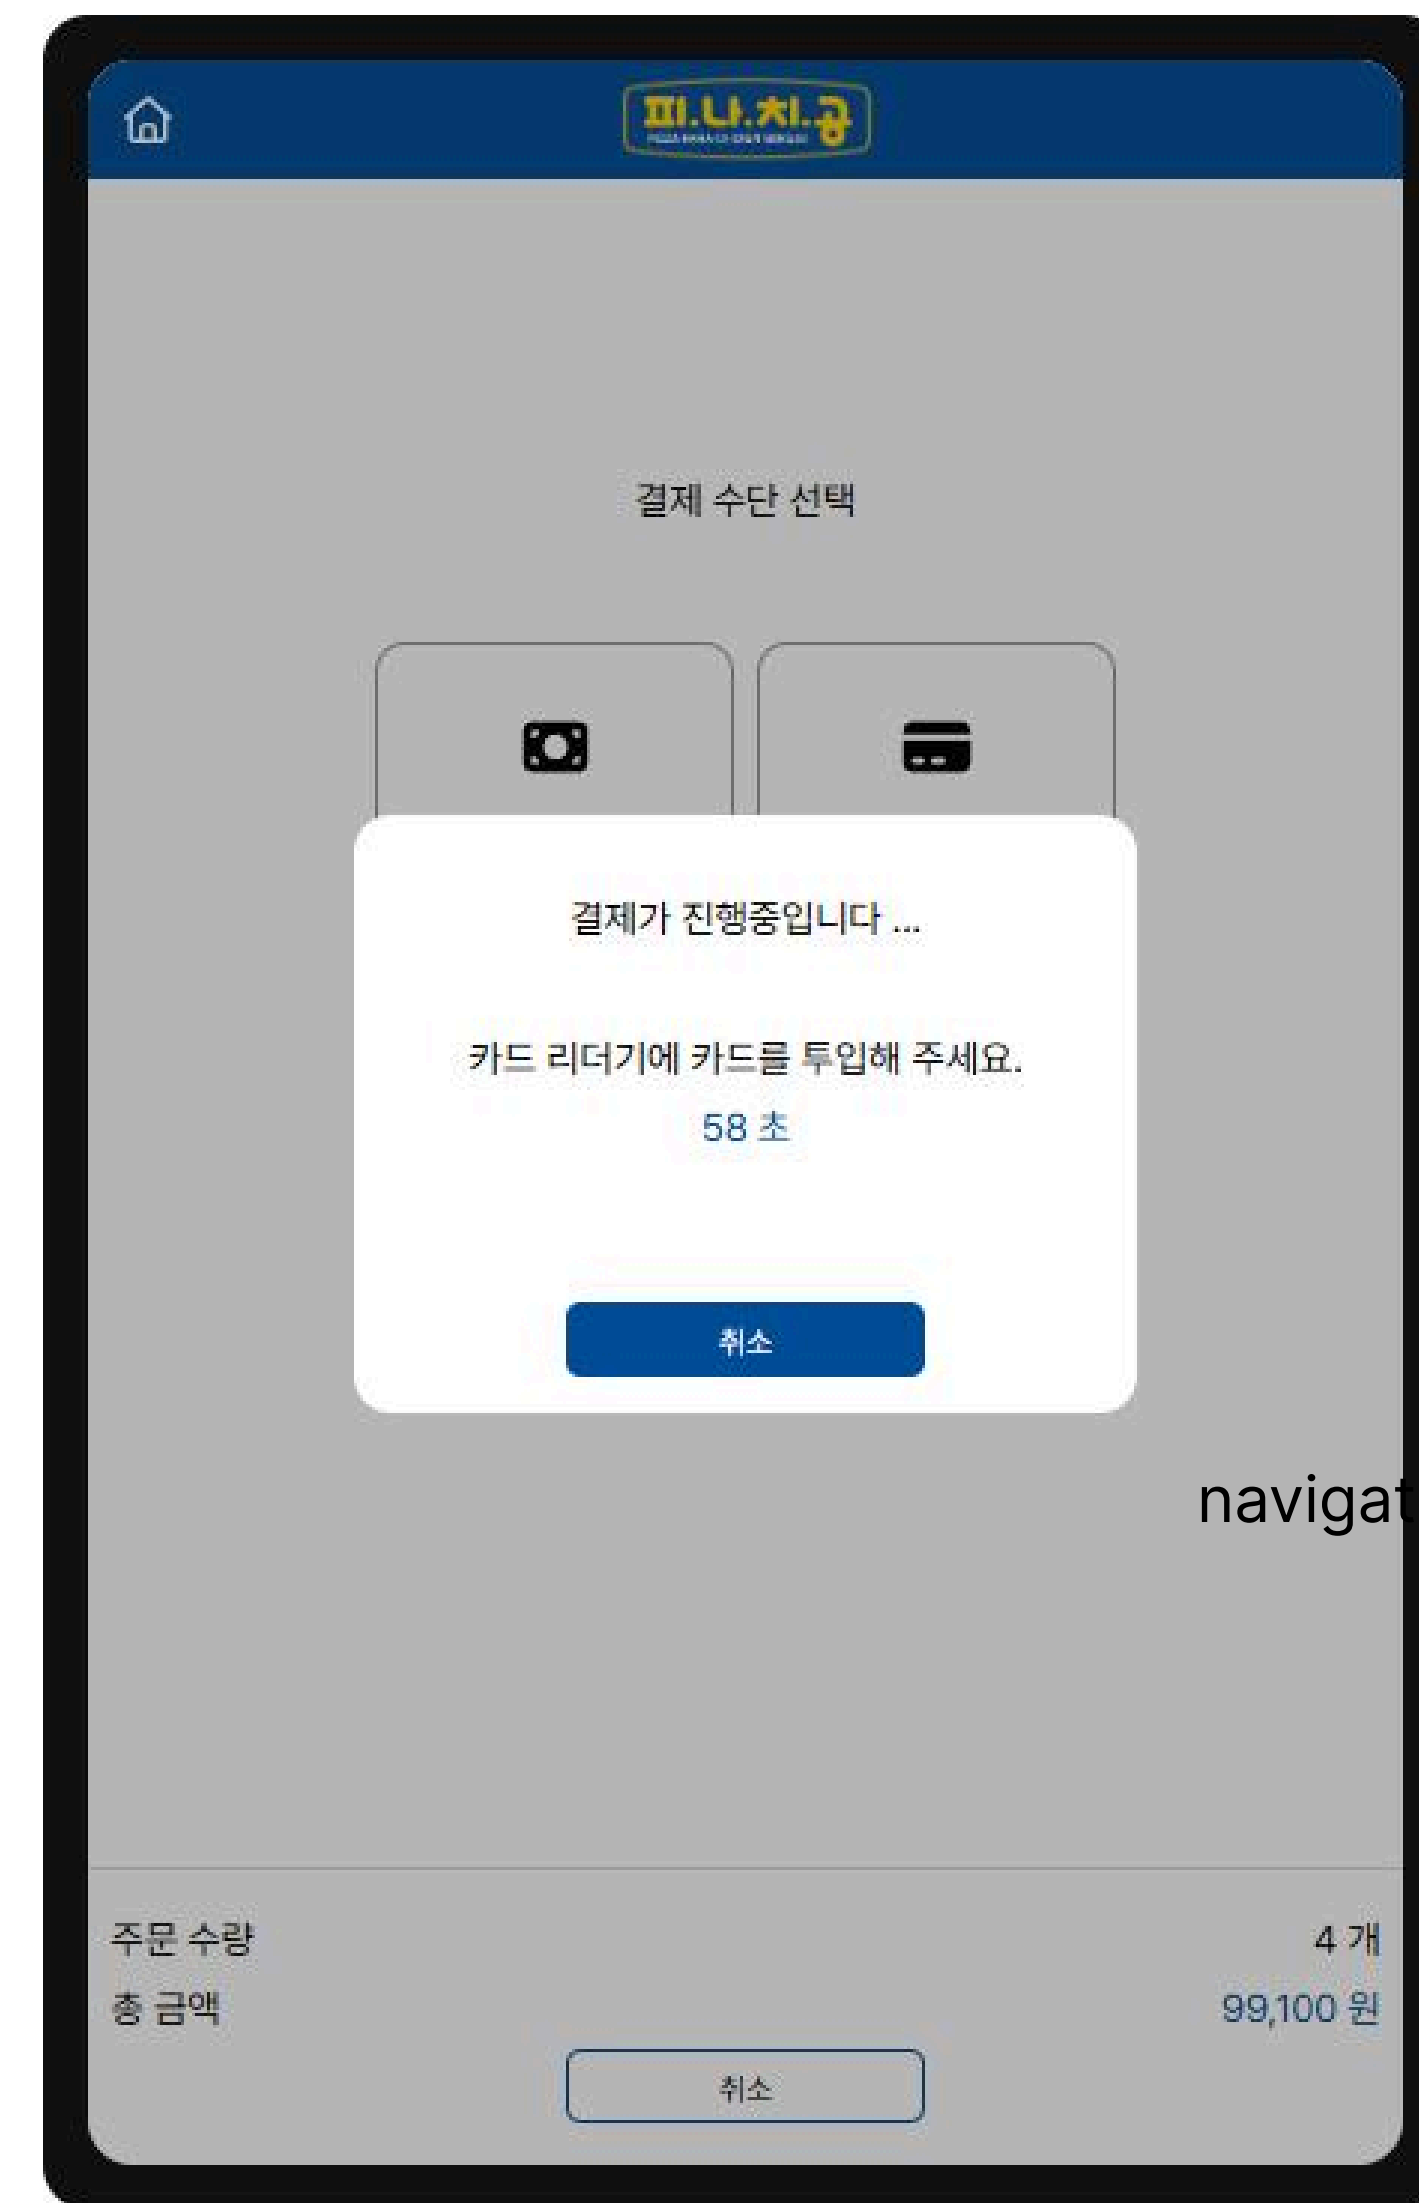 피.나.치.공
결제 수단 선택
결제가 진행중입니다 ...
카드 리더기에 카드를 투입해 주세요.
58 초
취소
navigat
주문 수량 4 개
총 금액 99,100 원
취소